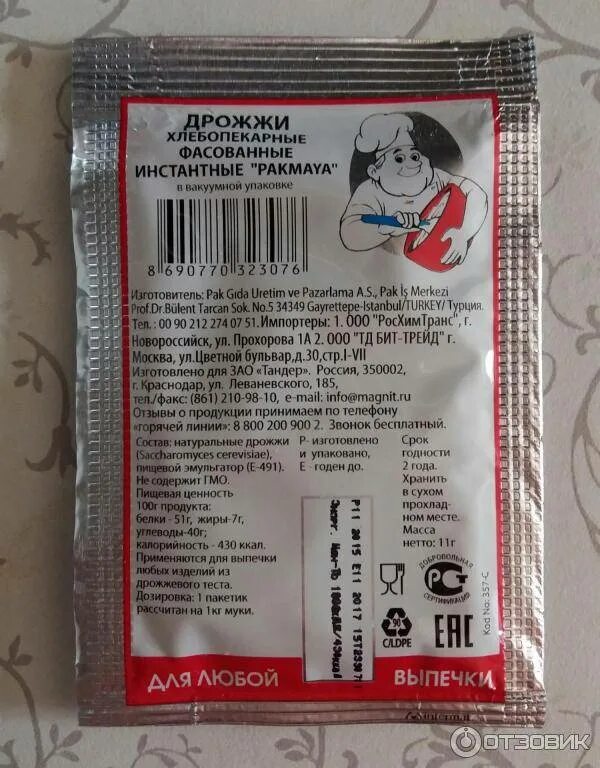 ДРОЖЖИ
ХЛЕБОПЕКАРНЫЕ
ФАСОВАННЫЕ
ИНСТАНТНЫЕ "PAKMAYA"
в вакуумной упаковке
8 690770 323076
Изготовитель: Pak Gıda Uretim ve Pazarlama A.S., Pak İş Merkezi
Prof.Dr.Bülent Tarcan Sok. No.5 34349 Gayrettepe-Istanbul/TURKEY/ Турция.
Тел.: 00 90 212 274 07 51. Импортеры: 1. ООО "РосХимТранс", г.
Новороссийск, ул. Прохорова 1А 2. ООО "ТД БИТ-ТРЕЙД" г.
Москва, ул.Цветной бульвар,д.30,стр.I-VII
Изготовлено для ЗАО «Тандер». Россия, 350002,
г. Краснодар, ул. Леваневского, 185,
тел./факс: (861) 210-98-10, e-mail: info@magnit.ru
Отзывы о продукции принимаем по телефону
«горячей линии»: 8 800 200 900 2. Звонок бесплатный.
Состав: натуральные дрожжи
(Saccharomyces cerevisiae),
пищевой эмульгатор (Е-491).
Не содержит ГМО.
Пищевая ценность
100г продукта:
белки - 51г, жиры-7г,
углеводы-40г;
калорийность - 430 ккал.
Применяются для выпечки
любых изделий из
дрожжевого теста.
Дозировка: 1 пакетик
рассчитан на 1кг муки.
P- изготовлено
и упаковано,
E - годен до.
Срок
годности
2 года.
Хранить
в сухом
прохлад-
ном месте.
Масса
нетто: 11г
P11 2015 E11 2017
ДОБРОВОЛЬНАЯ
РСТ
СЕРТИФИКАЦИЯ
90
C/LDPE
EAC
Kod No: 357-C
ДЛЯ ЛЮБОЙ ВЫПЕЧКИ
ОТЗОВИК